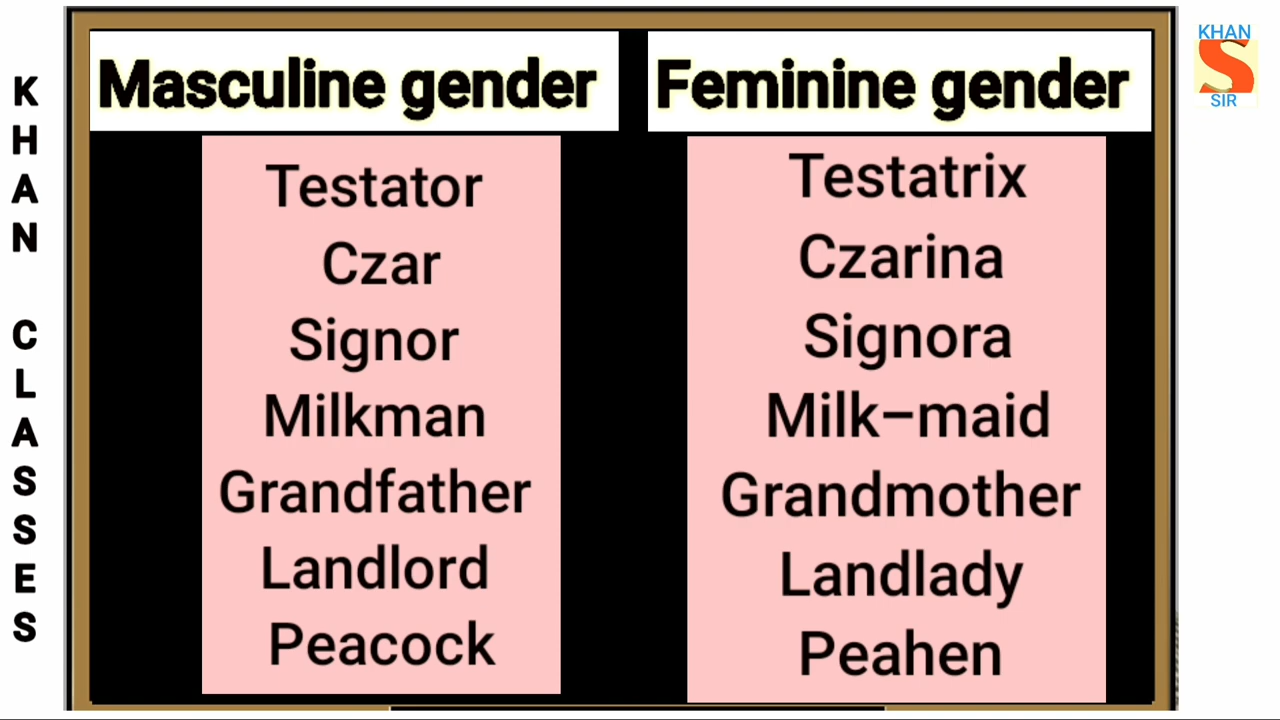 KHAN CLASSES
Masculine gender Feminine gender
Testator Testatrix
Czar Czarina
Signor Signora
Milkman Milk–maid
Grandfather Grandmother
Landlord Landlady
Peacock Peahen
KHAN
S
SIR